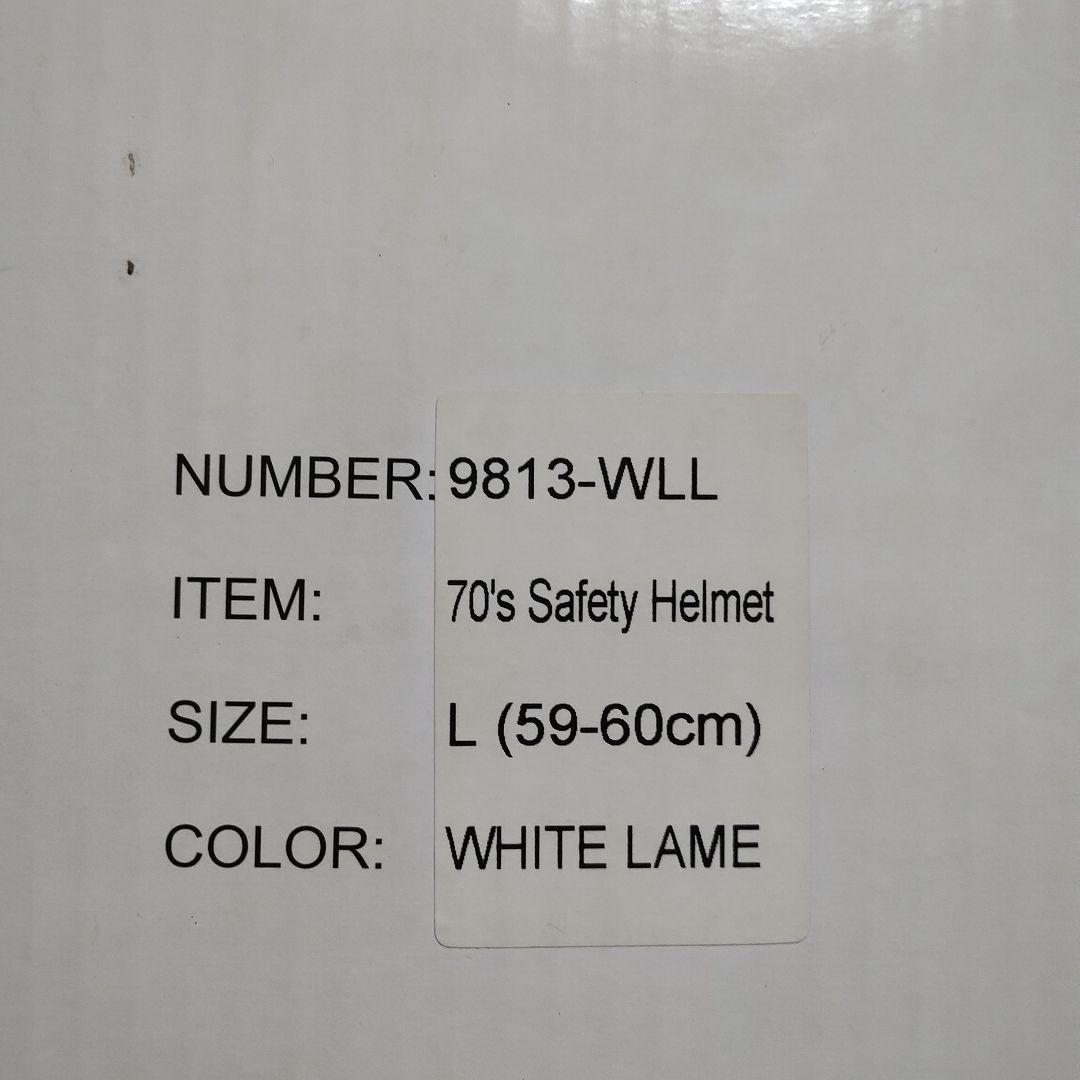 NUMBER: 9813-WLL
ITEM: 70's Safety Helmet
SIZE: L (59-60cm)
COLOR: WHITE LAME